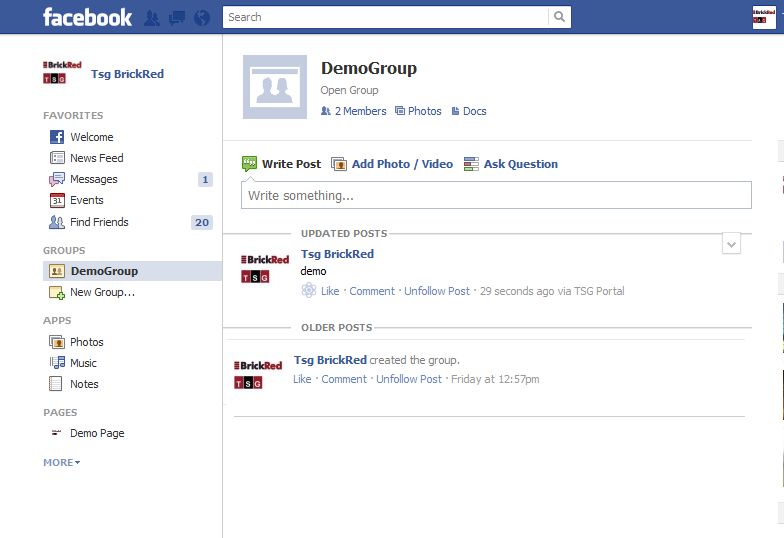 facebook
Search
BrickRed
BrickRed
TSG
Tsg BrickRed
FAVORITES
Welcome
News Feed
Messages 1
31 Events
Find Friends 20
GROUPS
DemoGroup
New Group...
APPS
Photos
Music
Notes
PAGES
Demo Page
MORE
DemoGroup
Open Group
2 Members Photos Docs
Write Post Add Photo / Video Ask Question
Write something...
UPDATED POSTS
BrickRed
TSG
Tsg BrickRed
demo
Like · Comment · Unfollow Post · 29 seconds ago via TSG Portal
OLDER POSTS
BrickRed
TSG
Tsg BrickRed created the group.
Like · Comment · Unfollow Post · Friday at 12:57pm